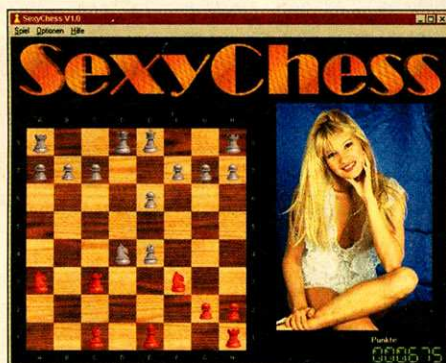 SexyChess V1.0
Spiel Optionen Hilfe
SexyChess
Punkte
000675